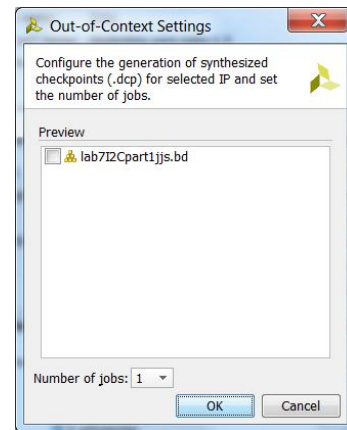 Out-of-Context Settings
Configure the generation of synthesized
checkpoints (.dcp) for selected IP and set
the number of jobs.
Preview
lab7I2Cpart1jjs.bd
Number of jobs: 1
OK Cancel